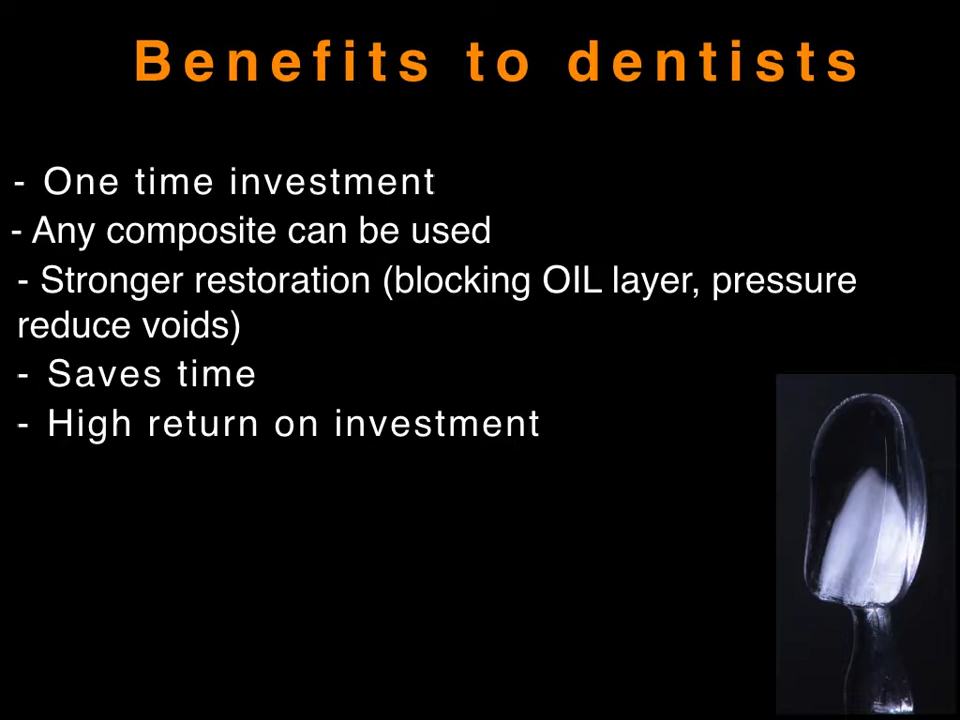 Benefits to dentists
- One time investment
- Any composite can be used
- Stronger restoration (blocking OIL layer, pressure
reduce voids)
- Saves time
- High return on investment